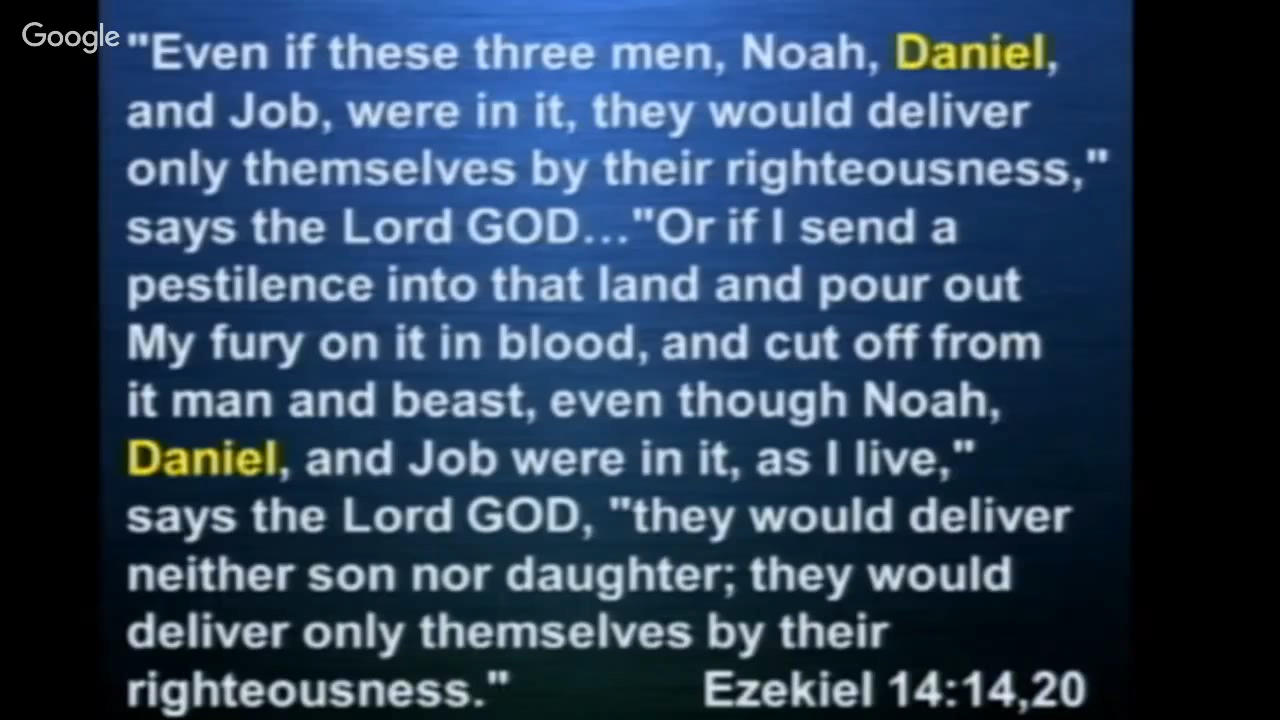 Google
"Even if these three men, Noah, Daniel,
and Job, were in it, they would deliver
only themselves by their righteousness,"
says the Lord GOD..."Or if I send a
pestilence into that land and pour out
My fury on it in blood, and cut off from
it man and beast, even though Noah,
Daniel, and Job were in it, as I live,"
says the Lord GOD, "they would deliver
neither son nor daughter; they would
deliver only themselves by their
righteousness." Ezekiel 14:14,20